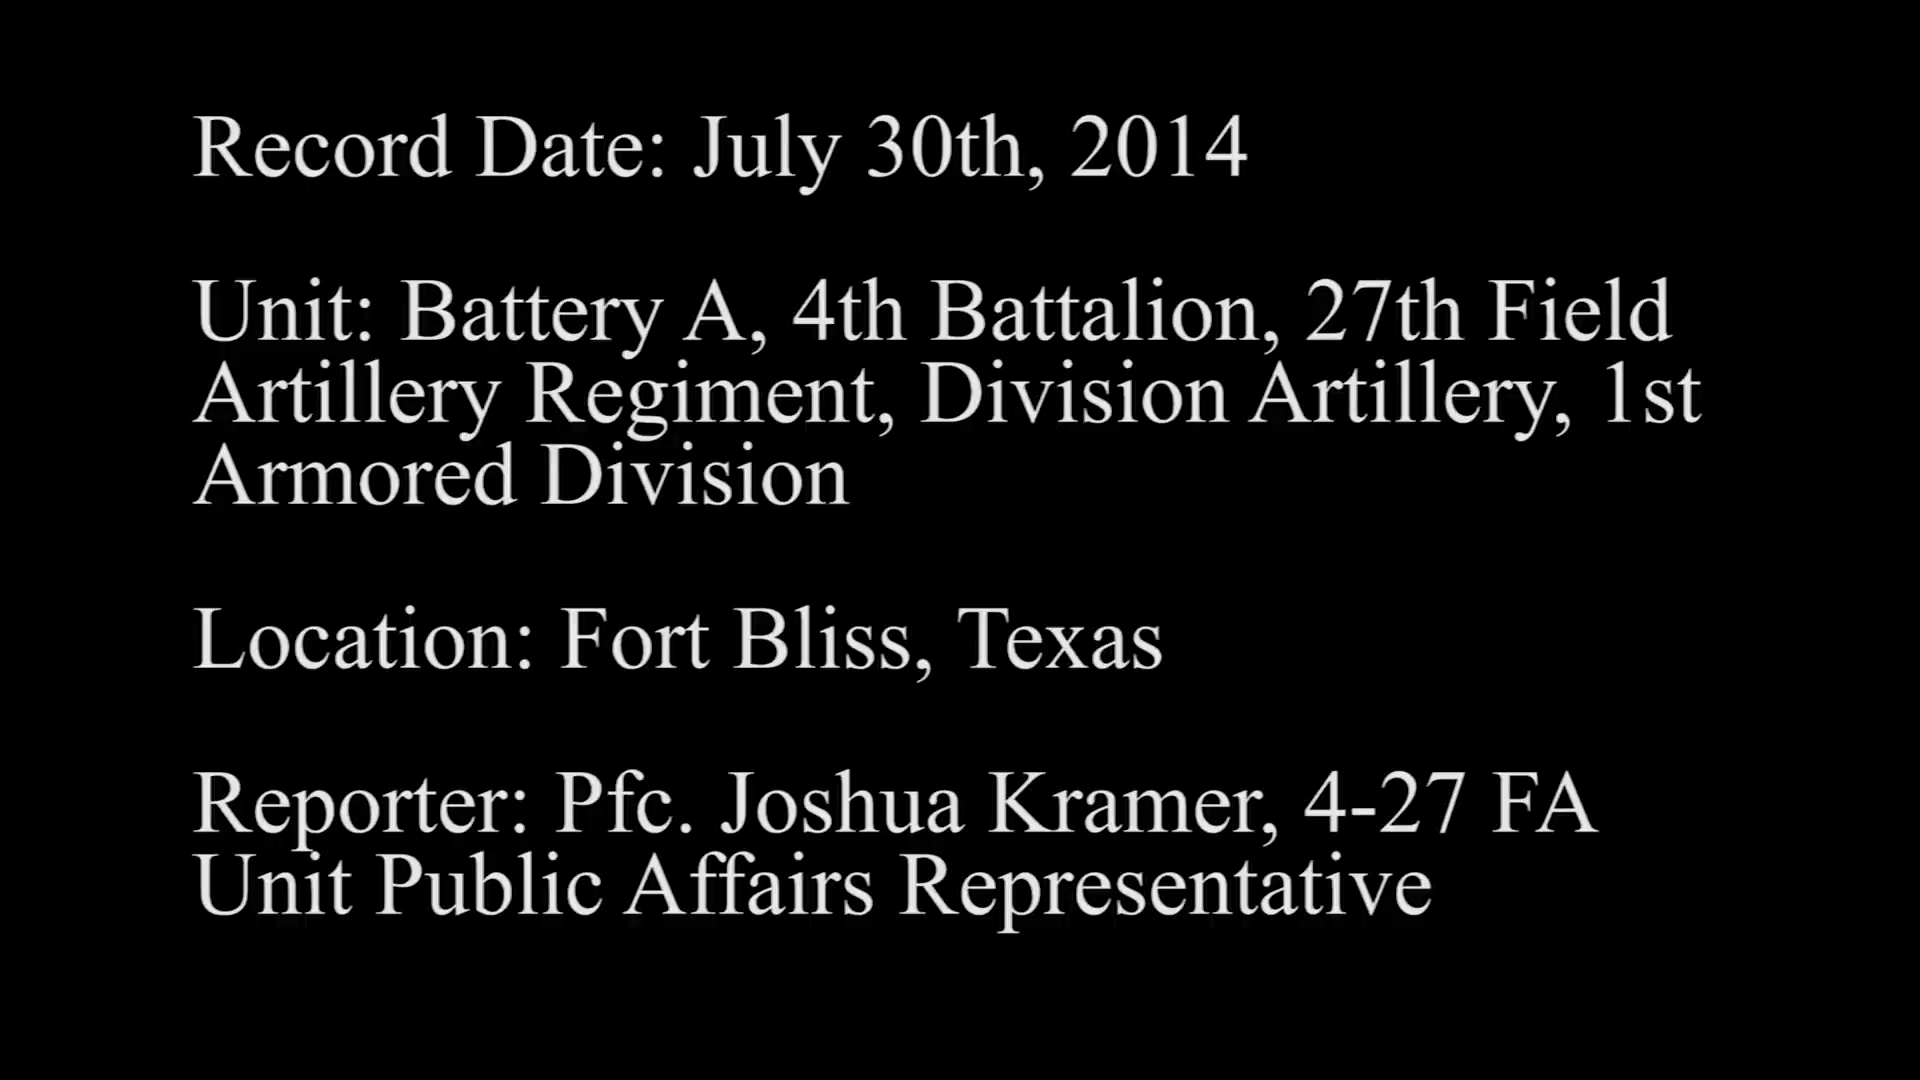 Record Date: July 30th, 2014
Unit: Battery A, 4th Battalion, 27th Field
Artillery Regiment, Division Artillery, 1st
Armored Division
Location: Fort Bliss, Texas
Reporter: Pfc. Joshua Kramer, 4-27 FA
Unit Public Affairs Representative